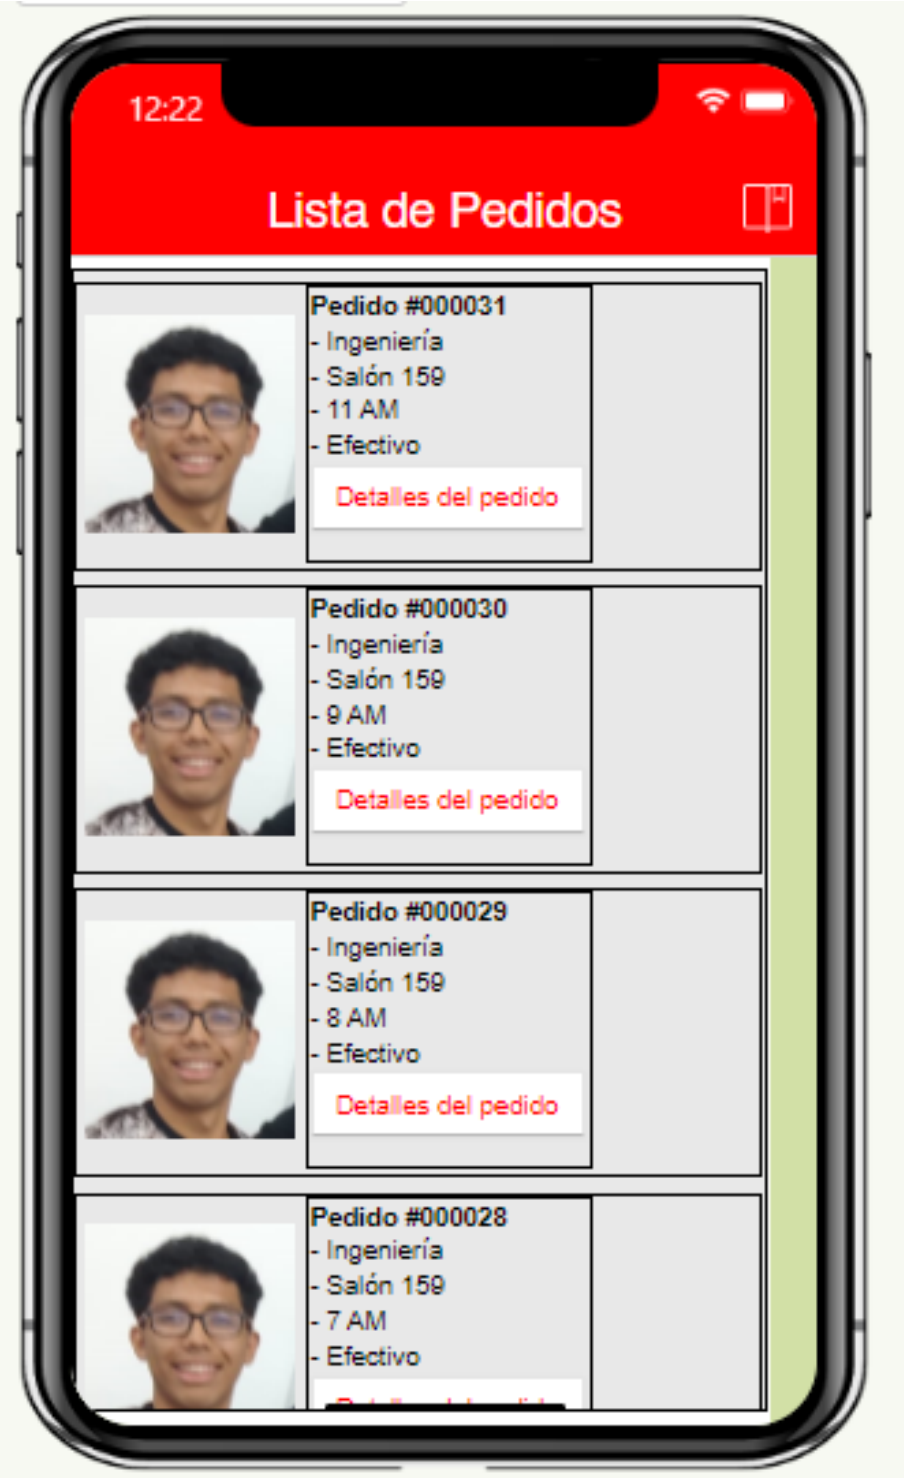 12:22
Lista de Pedidos
Pedido #000031
- Ingeniería
- Salón 159
- 11 AM
- Efectivo
Detalles del pedido
Pedido #000030
- Ingeniería
- Salón 159
- 9 AM
- Efectivo
Detalles del pedido
Pedido #000029
- Ingeniería
- Salón 159
- 8 AM
- Efectivo
Detalles del pedido
Pedido #000028
- Ingeniería
- Salón 159
- 7 AM
- Efectivo